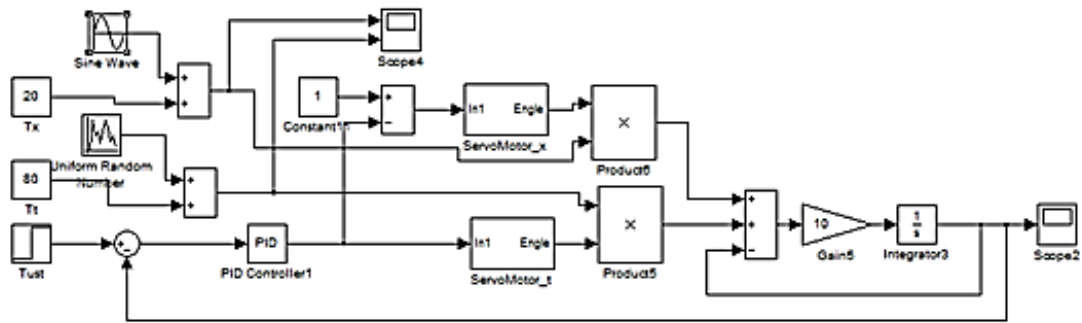 Sine Wave
Scope4
20
Tx
1
Constant11
In1 Engle
ServoMotor_x
×
Product6
Uniform Random
Number
80
Tt
Tust
PID
PID Controller1
In1 Engle
ServoMotor_t
×
Product5
10
Gain5
1
s
Integrator3
Scope2